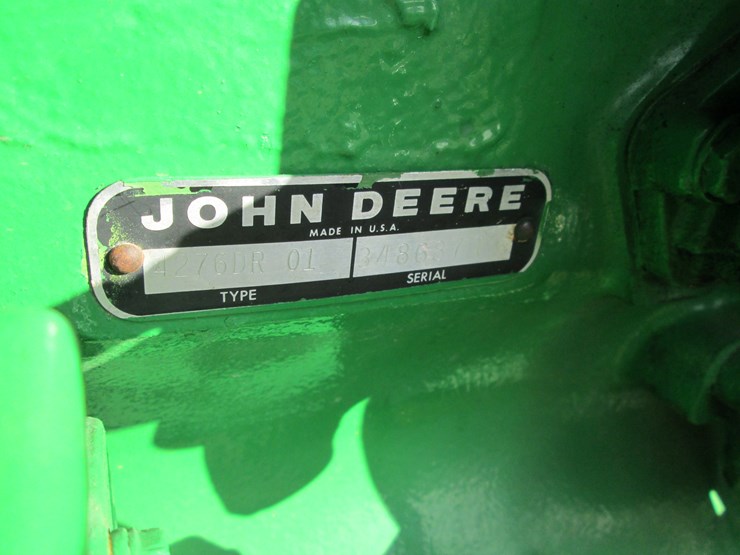 JOHN DEERE
MADE IN U.S.A.
4276DR 01
TYPE
SERIAL